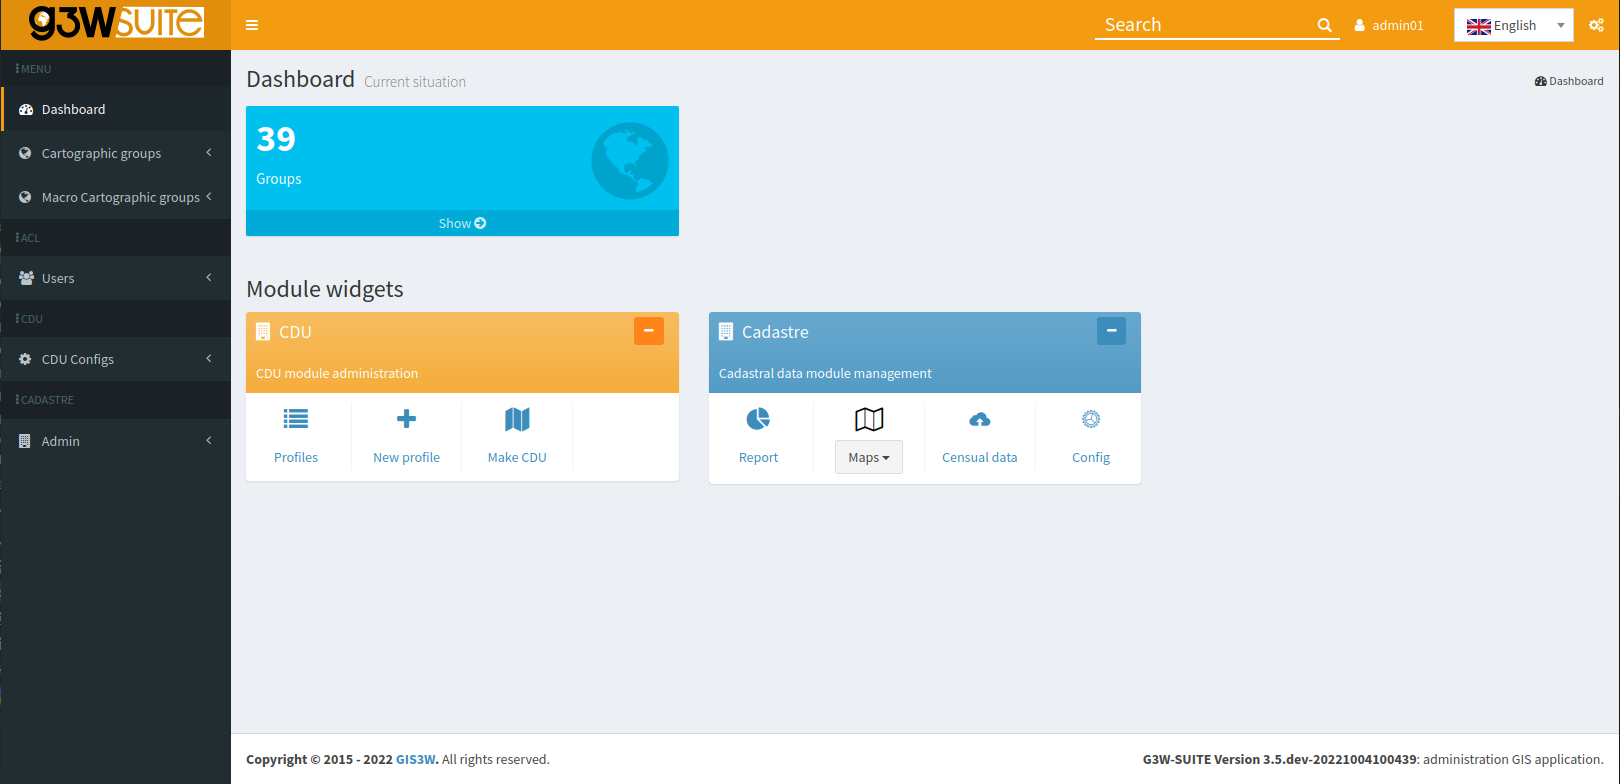 g3wSUITE
Search
admin01
English
MENU
Dashboard
Cartographic groups
Macro Cartographic groups
ACL
Users
CDU
CDU Configs
CADASTRE
Admin
Dashboard Current situation
Dashboard
39
Groups
Show
Module widgets
CDU
CDU module administration
Profiles
New profile
Make CDU
Cadastre
Cadastral data module management
Report
Maps
Censual data
Config
Copyright © 2015 - 2022 GIS3W. All rights reserved.
G3W-SUITE Version 3.5.dev-20221004100439: administration GIS application.